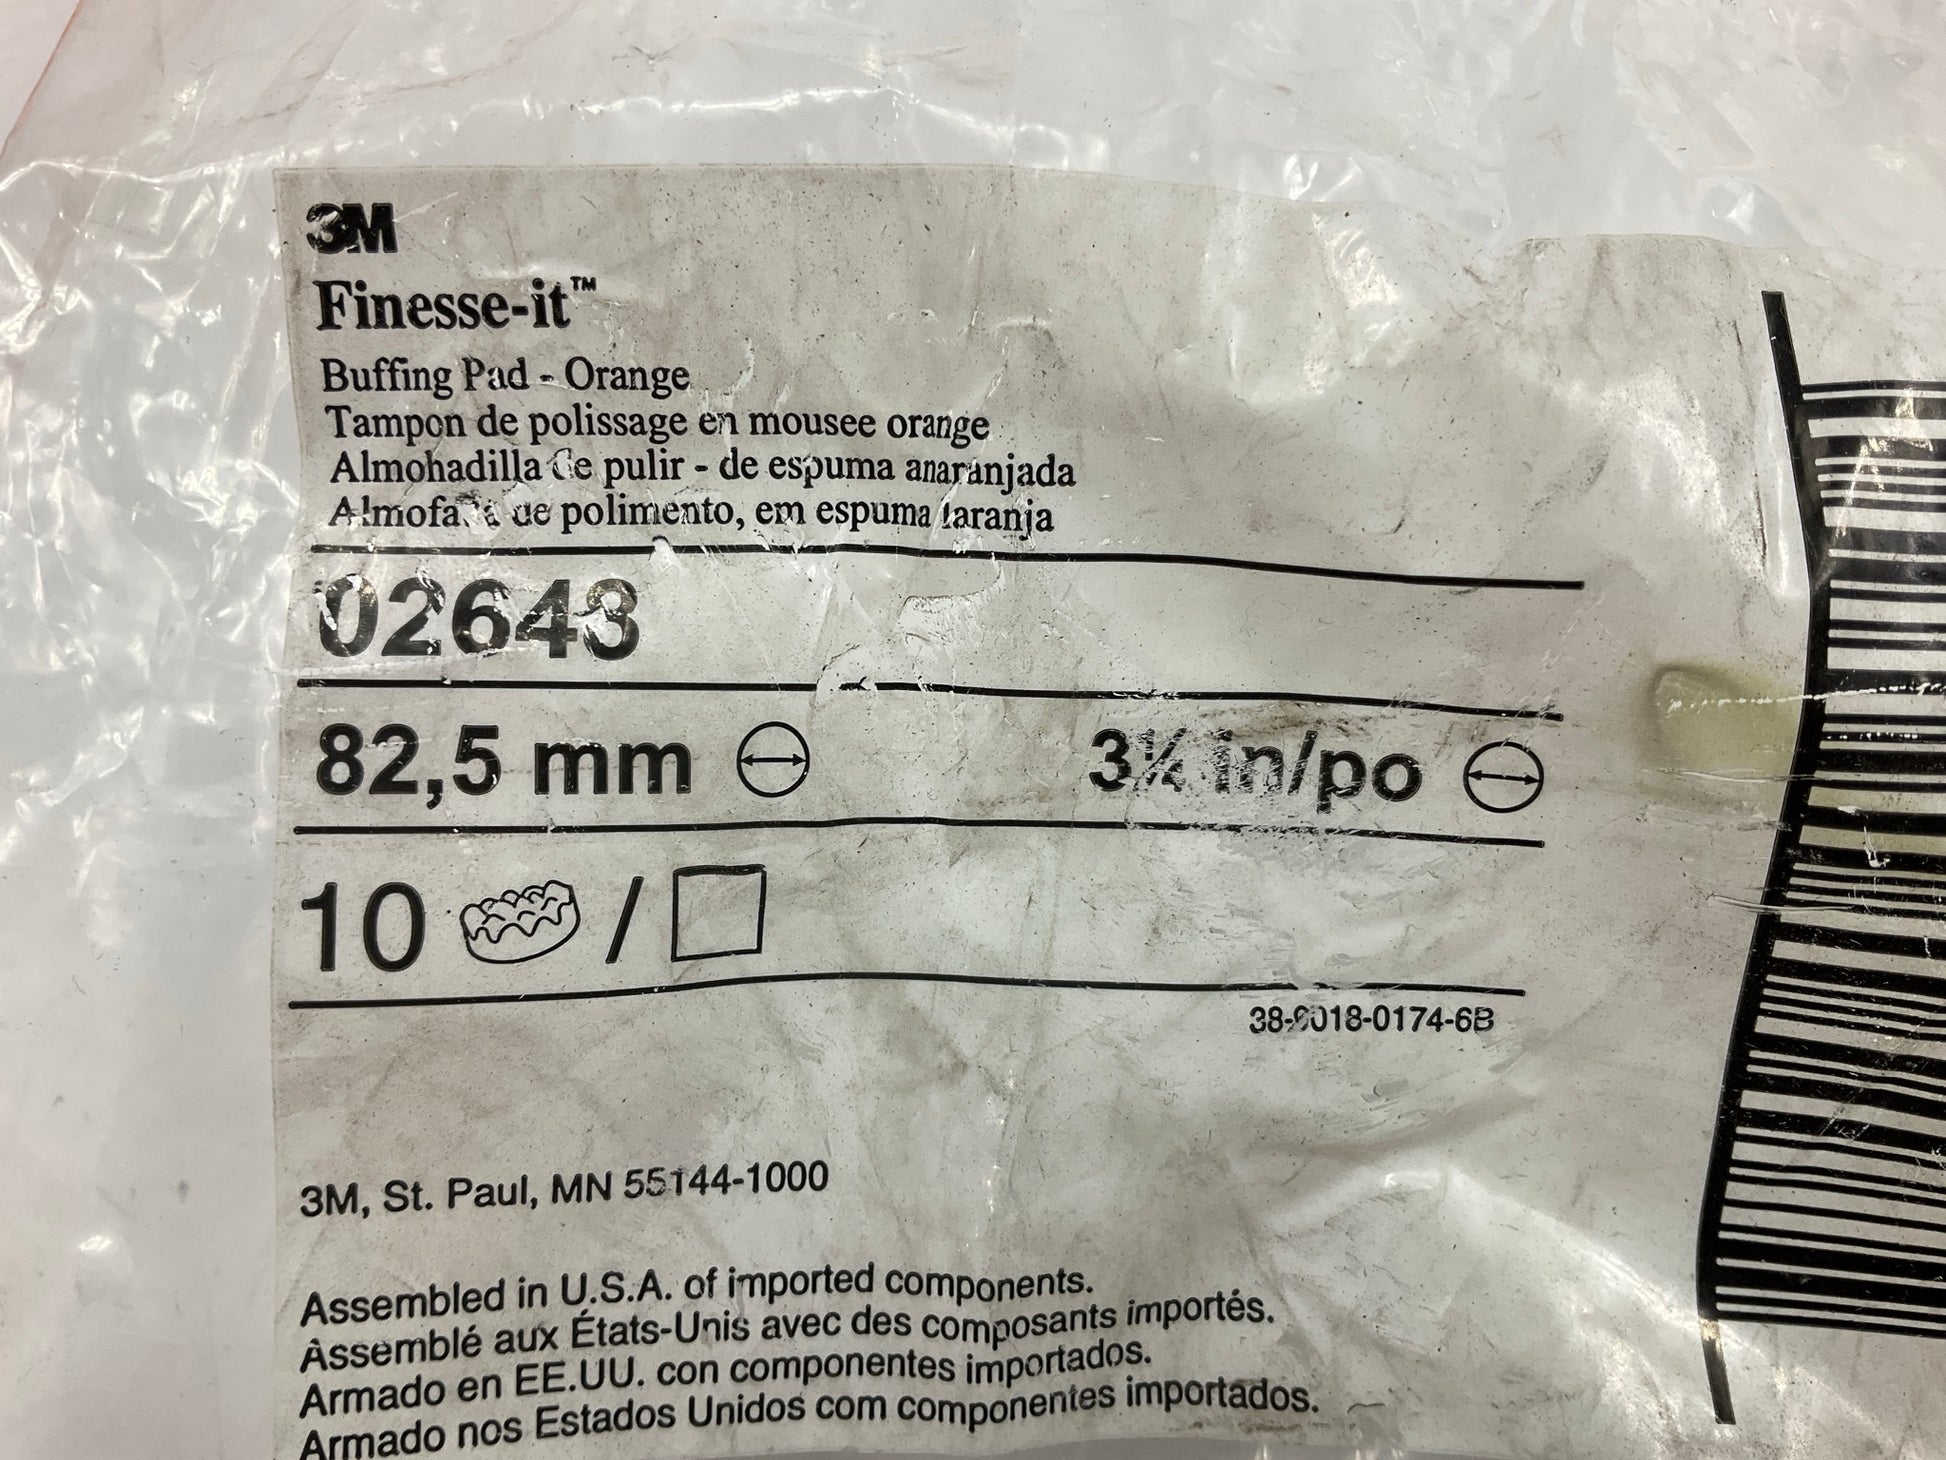 3M
Finesse-it™
Buffing Pad - Orange
Tampon de polissage en mousee orange
Almohadilla de pulir - de espuma anaranjada
Almofada de polimento, em espuma laranja
02643
82,5 mm 3¼ in/po
10 /
38-9018-0174-6B
3M, St. Paul, MN 55144-1000
Assembled in U.S.A. of imported components.
Assemblé aux États-Unis avec des composants importés.
Armado en EE.UU. con componentes importados.
Armado nos Estados Unidos com componentes importados.